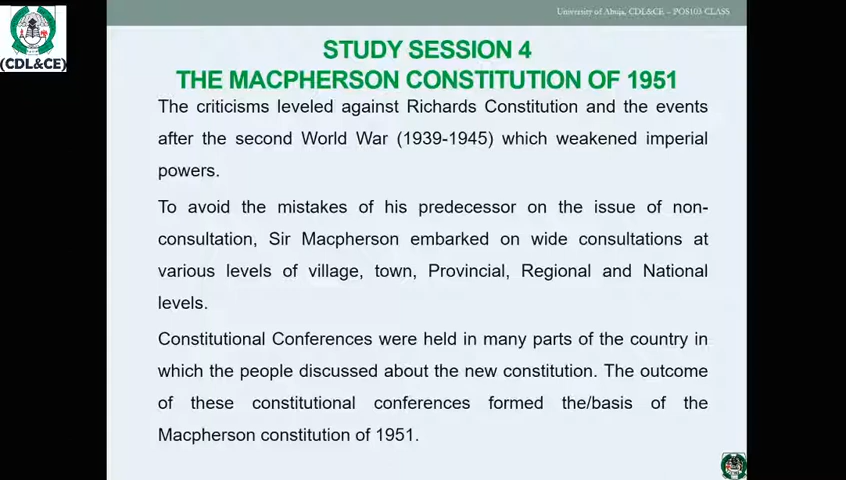 University of Abuja, CDL&CE – POS103 CLASS
(CDL&CE)
STUDY SESSION 4
THE MACPHERSON CONSTITUTION OF 1951
The criticisms leveled against Richards Constitution and the events
after the second World War (1939-1945) which weakened imperial
powers.
To avoid the mistakes of his predecessor on the issue of non-
consultation, Sir Macpherson embarked on wide consultations at
various levels of village, town, Provincial, Regional and National
levels.
Constitutional Conferences were held in many parts of the country in
which the people discussed about the new constitution. The outcome
of these constitutional conferences formed the/basis of the
Macpherson constitution of 1951.